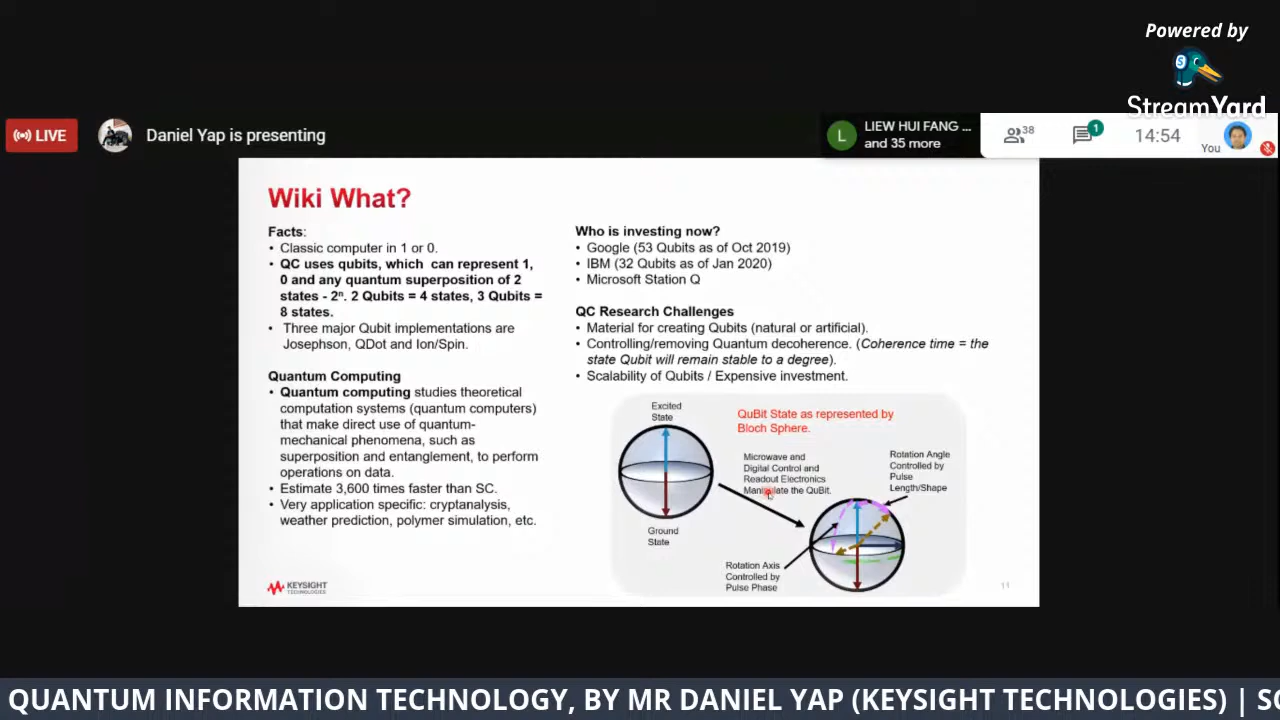 Powered by
StreamYard
LIVE
Daniel Yap is presenting
L
LIEW HUI FANG ...
and 35 more
38
1
14:54
You
Wiki What?
Facts:
• Classic computer in 1 or 0.
• QC uses qubits, which can represent 1,
0 and any quantum superposition of 2
states - 2ⁿ. 2 Qubits = 4 states, 3 Qubits =
8 states.
• Three major Qubit implementations are
Josephson, QDot and Ion/Spin.
Quantum Computing
• Quantum computing studies theoretical
computation systems (quantum computers)
that make direct use of quantum-
mechanical phenomena, such as
superposition and entanglement, to perform
operations on data.
• Estimate 3,600 times faster than SC.
• Very application specific: cryptanalysis,
weather prediction, polymer simulation, etc.
Who is investing now?
• Google (53 Qubits as of Oct 2019)
• IBM (32 Qubits as of Jan 2020)
• Microsoft Station Q
QC Research Challenges
• Material for creating Qubits (natural or artificial).
• Controlling/removing Quantum decoherence. (Coherence time = the
state Qubit will remain stable to a degree).
• Scalability of Qubits / Expensive investment.
Excited
State
Ground
State
QuBit State as represented by
Bloch Sphere.
Microwave and
Digital Control and
Readout Electronics
Manipulate the QuBit.
Rotation Angle
Controlled by
Pulse
Length/Shape
Rotation Axis
Controlled by
Pulse Phase
KEYSIGHT
TECHNOLOGIES
11
QUANTUM INFORMATION TECHNOLOGY, BY MR DANIEL YAP (KEYSIGHT TECHNOLOGIES) | SC